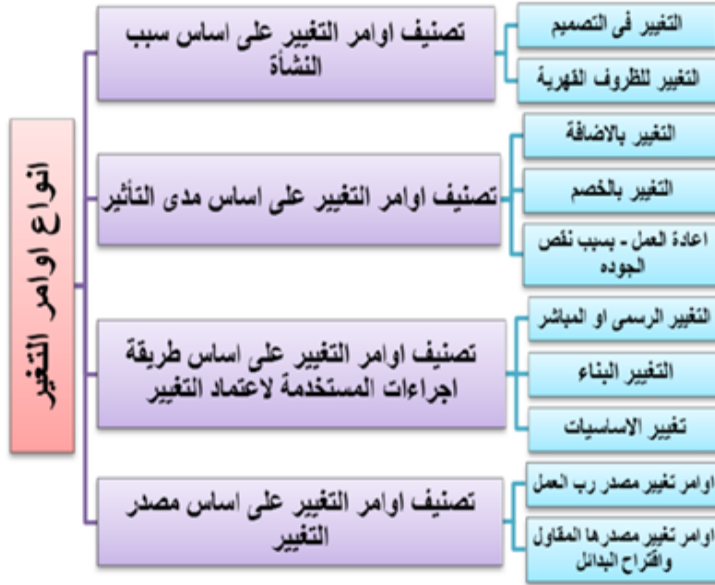 انواع اوامر التغير
تصنيف اوامر التغيير على اساس سبب
النشأة
التغيير فى التصميم
التغيير للظروف القهرية
تصنيف اوامر التغيير على اساس مدى التأثير
التغيير بالاضافة
التغيير بالخصم
اعادة العمل - بسبب نقص
الجوده
تصنيف اوامر التغيير على اساس طريقة
اجراءات المستخدمة لاعتماد التغيير
التغيير الرسمى او المباشر
التغيير البناء
تغيير الاساسيات
تصنيف اوامر التغيير على اساس مصدر
التغيير
اوامر تغيير مصدر رب العمل
اوامر تغيير مصدرها المقاول
واقتراح البدائل